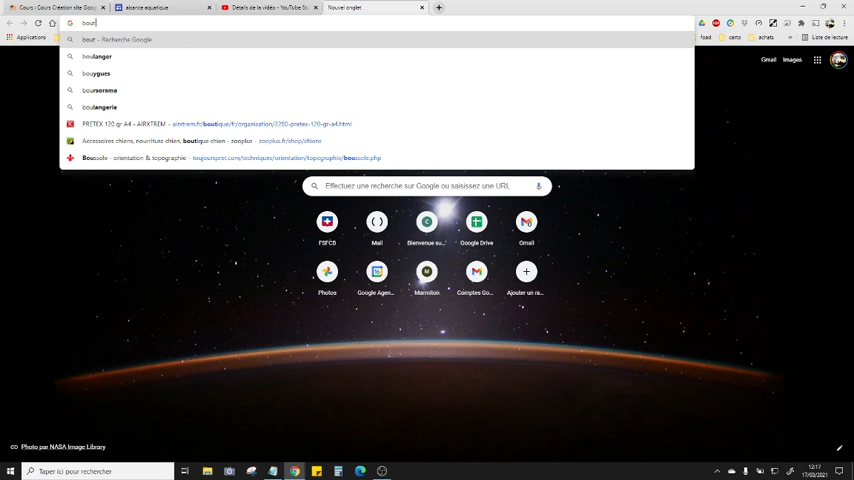 Cours : Cours Création site Goog
aisance aquatique
Détails de la vidéo - YouTube Stu
Nouvel onglet
bout
Applications
foad
carto
achats
Liste de lecture
bout - Recherche Google
boulanger
bouygues
boursorama
boulangerie
PRETEX 120 gr-A4 - AIRXTREM - airxtrem.fr/boutique/fr/organisation/2280-pretex-120-gr-a4.html
Accessoires chiens, nourriture chien, boutique chien - zooplus - zooplus.fr/shop/chiens
Boussole - orientation & topographie - toujourspret.com/techniques/orientation/topographie/boussole.php
Gmail Images
Effectuez une recherche sur Google ou saisissez une URL
FSFCB
Mail
Bienvenue su...
Google Drive
Gmail
Photos
Google Agen...
Marmiton
Comptes Go...
Ajouter un ra...
Photo par NASA Image Library
Taper ici pour rechercher
12:17
17/03/2021